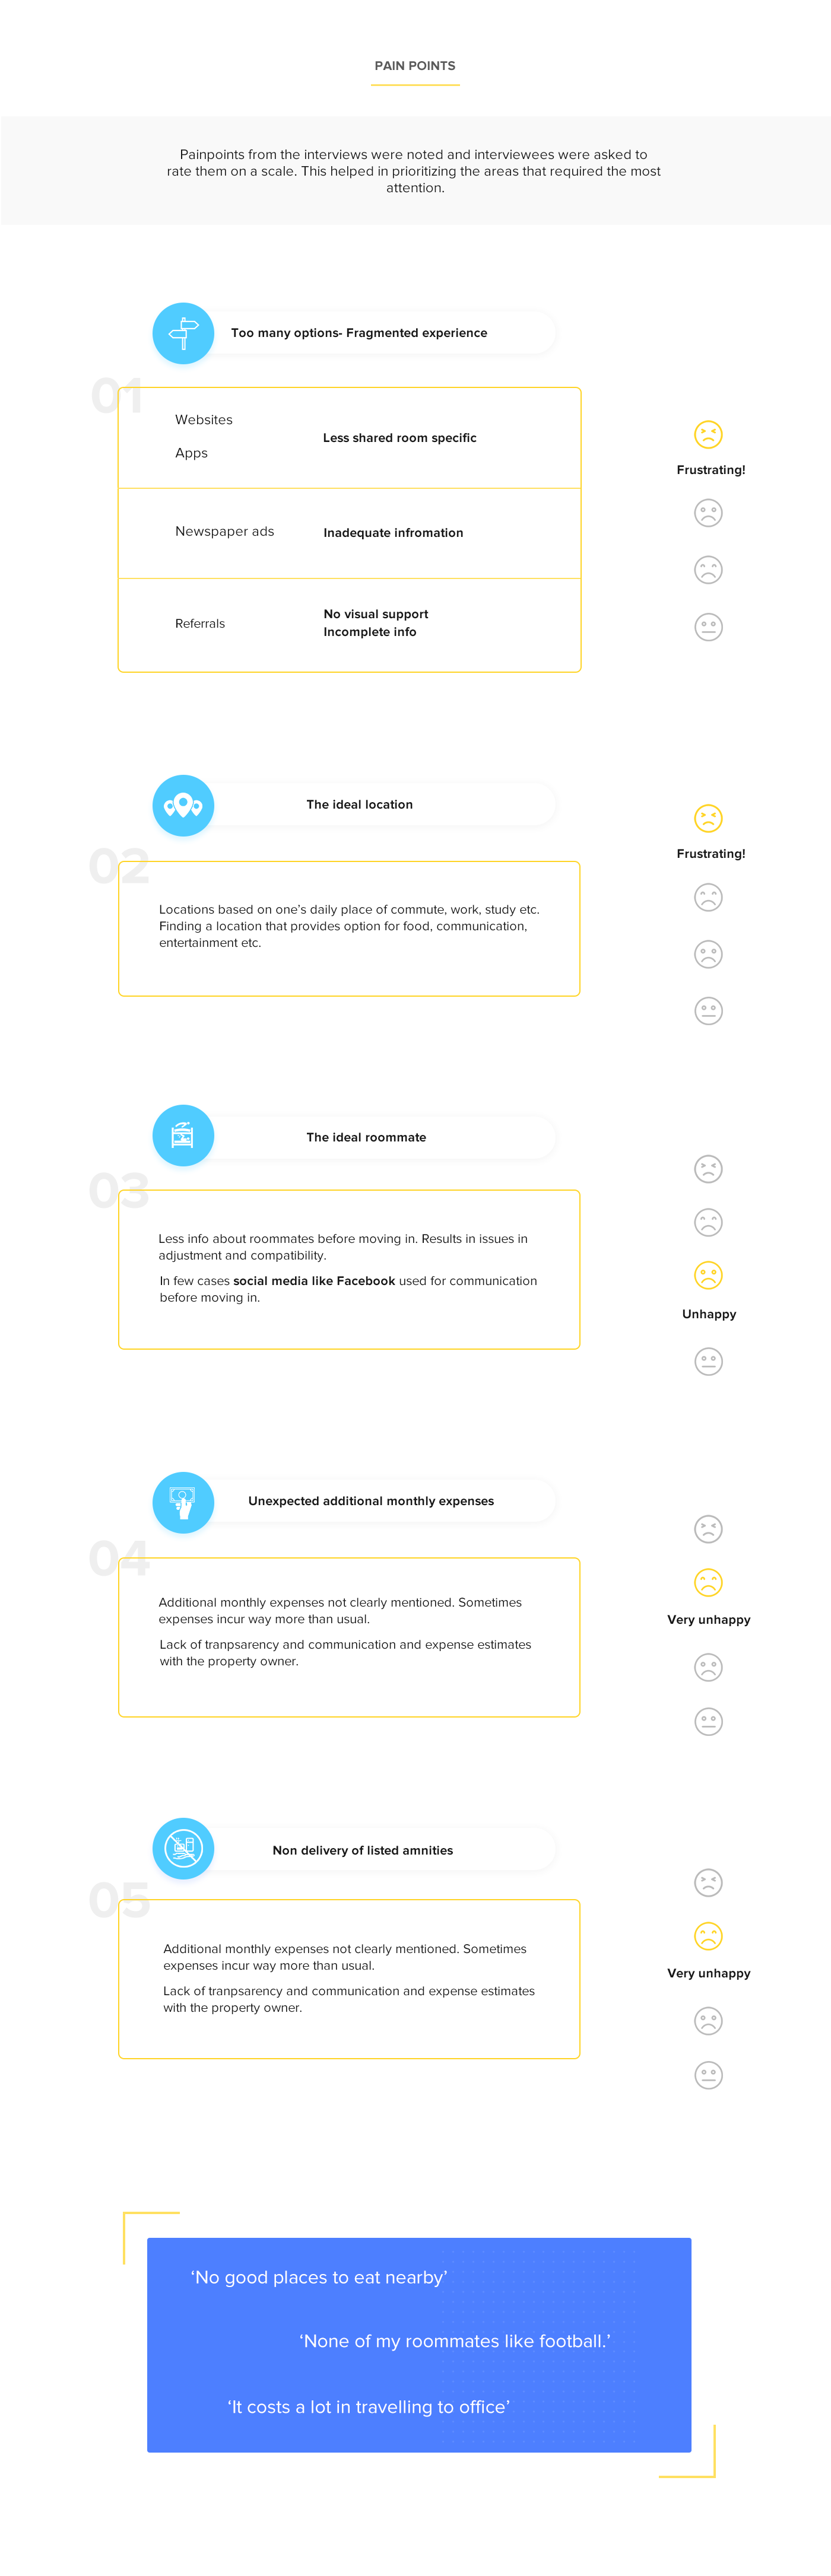 PAIN POINTS
Painpoints from the interviews were noted and interviewees were asked to
rate them on a scale. This helped in prioritizing the areas that required the most
attention.
Too many options- Fragmented experience
01
Websites
Apps
Less shared room specific
Newspaper ads
Inadequate infromation
Referrals
No visual support
Incomplete info
Frustrating!
The ideal location
02
Locations based on one's daily place of commute, work, study etc.
Finding a location that provides option for food, communication,
entertainment etc.
Frustrating!
The ideal roommate
03
Less info about roommates before moving in. Results in issues in
adjustment and compatibility.
In few cases social media like Facebook used for communication
before moving in.
Unhappy
Unexpected additional monthly expenses
04
Additional monthly expenses not clearly mentioned. Sometimes
expenses incur way more than usual.
Lack of tranpsarency and communication and expense estimates
with the property owner.
Very unhappy
Non delivery of listed amnities
05
Additional monthly expenses not clearly mentioned. Sometimes
expenses incur way more than usual.
Lack of tranpsarency and communication and expense estimates
with the property owner.
Very unhappy
‘No good places to eat nearby’
‘None of my roommates like football.’
‘It costs a lot in travelling to office’